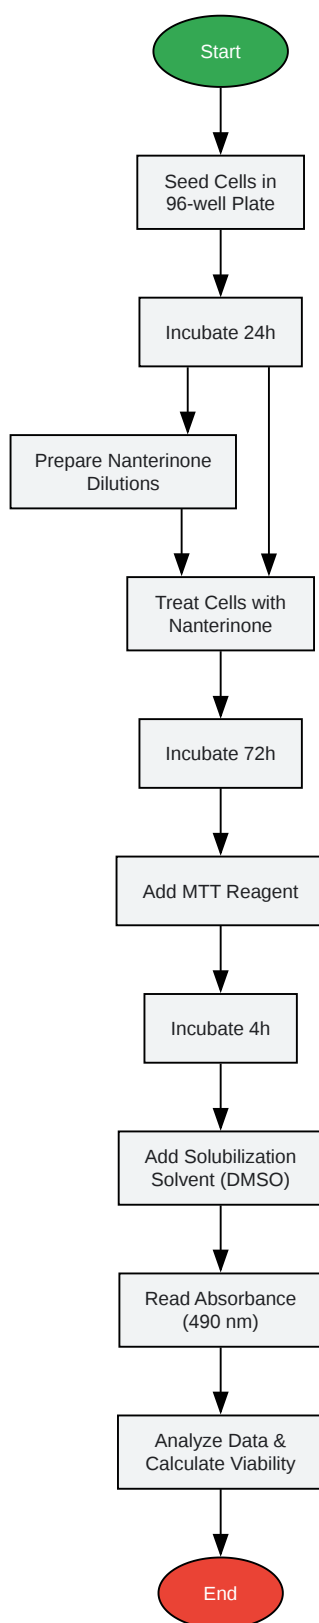 Start
Seed Cells in
96-well Plate
Incubate 24h
Prepare Nanterinone
Dilutions
Treat Cells with
Nanterinone
Incubate 72h
Add MTT Reagent
Incubate 4h
Add Solubilization
Solvent (DMSO)
Read Absorbance
(490 nm)
Analyze Data &
Calculate Viability
End